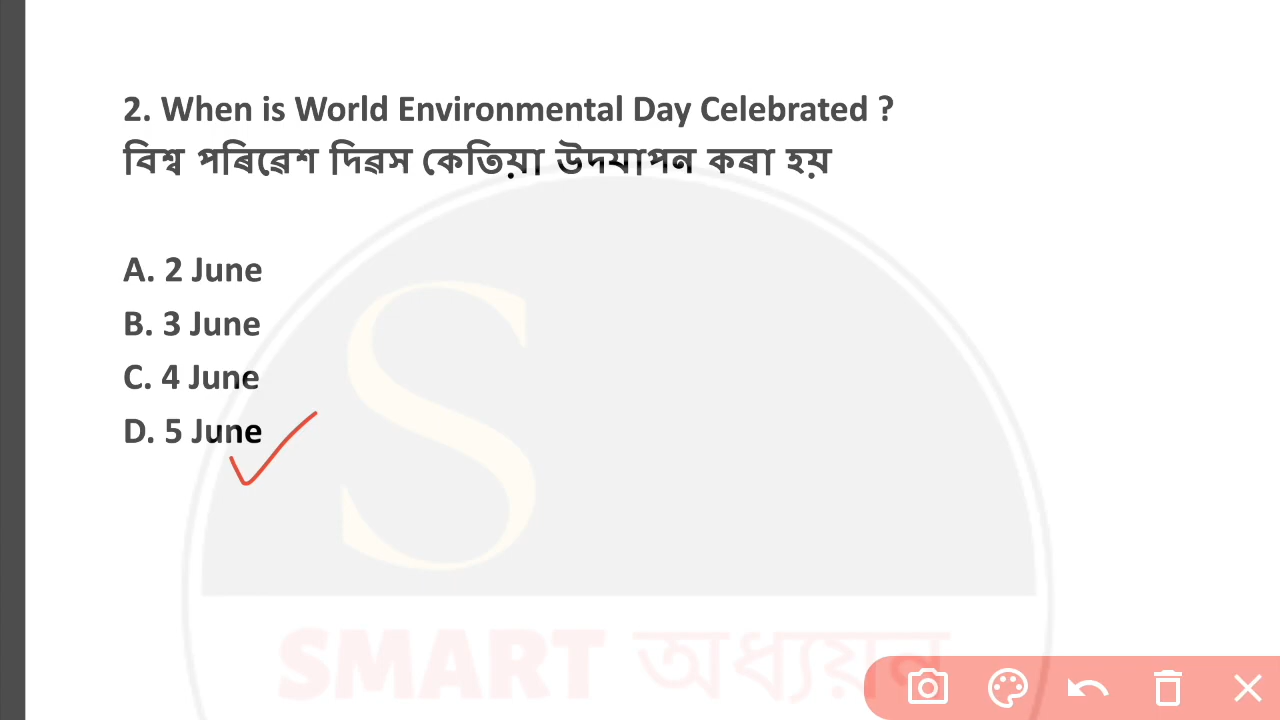 2. When is World Environmental Day Celebrated ?
বিশ্ব পৰিৱেশ দিৱস কেতিয়া উদযাপন কৰা হয়
A. 2 June
B. 3 June
C. 4 June
D. 5 June
S
SMART অধ্যয়ন